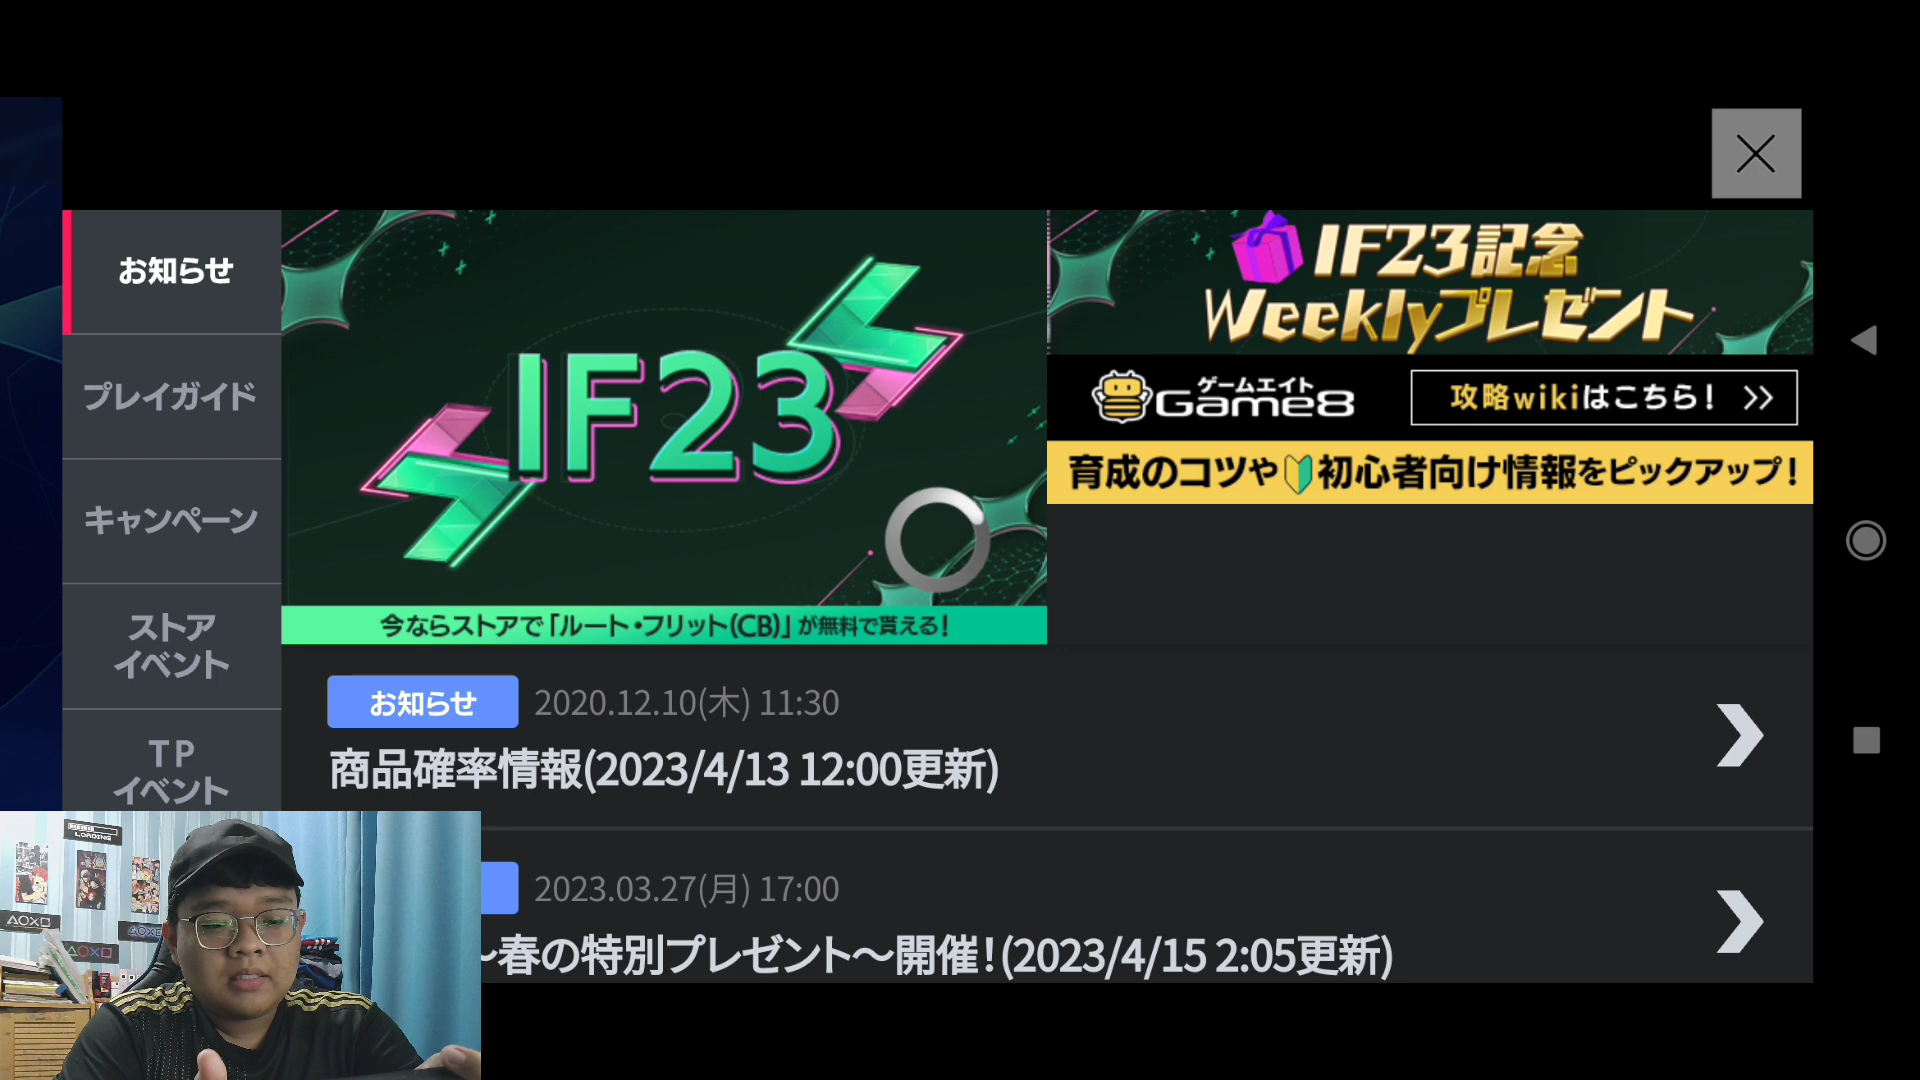 お知らせ
プレイガイド
キャンペーン
ストア
イベント
TP
イベント
IF23
今ならストアで「ルート・フリット(CB)」が無料で貰える!
IF23記念
Weeklyプレゼント
ゲームエイト
Game8
攻略wikiはこちら!
育成のコツや初心者向け情報をピックアップ!
お知らせ 2020.12.10(木) 11:30
商品確率情報(2023/4/13 12:00更新)
2023.03.27(月) 17:00
～春の特別プレゼント～開催!(2023/4/15 2:05更新)
LOADING